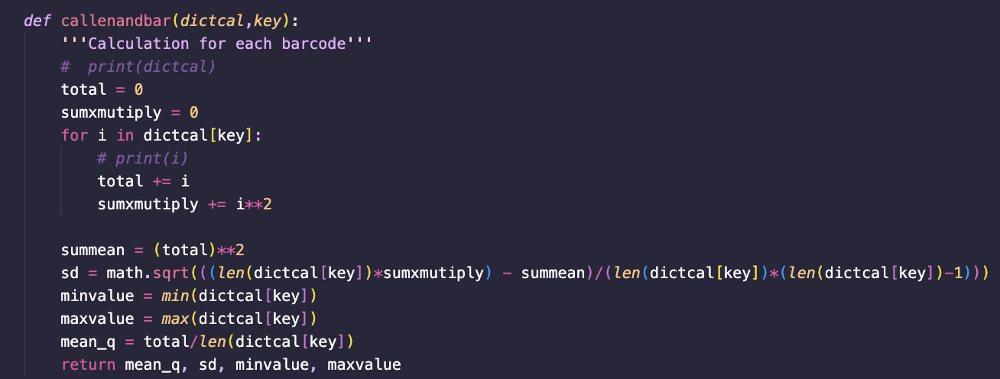 def callenandbar(dictcal,key):
    '''Calculation for each barcode'''
    #  print(dictcal)
    total = 0
    sumxmutiply = 0
    for i in dictcal[key]:
        # print(i)
        total += i
        sumxmutiply += i**2

    summean = (total)**2
    sd = math.sqrt(((len(dictcal[key])*sumxmutiply) - summean)/(len(dictcal[key])*(len(dictcal[key])-1)))
    minvalue = min(dictcal[key])
    maxvalue = max(dictcal[key])
    mean_q = total/len(dictcal[key])
    return mean_q, sd, minvalue, maxvalue